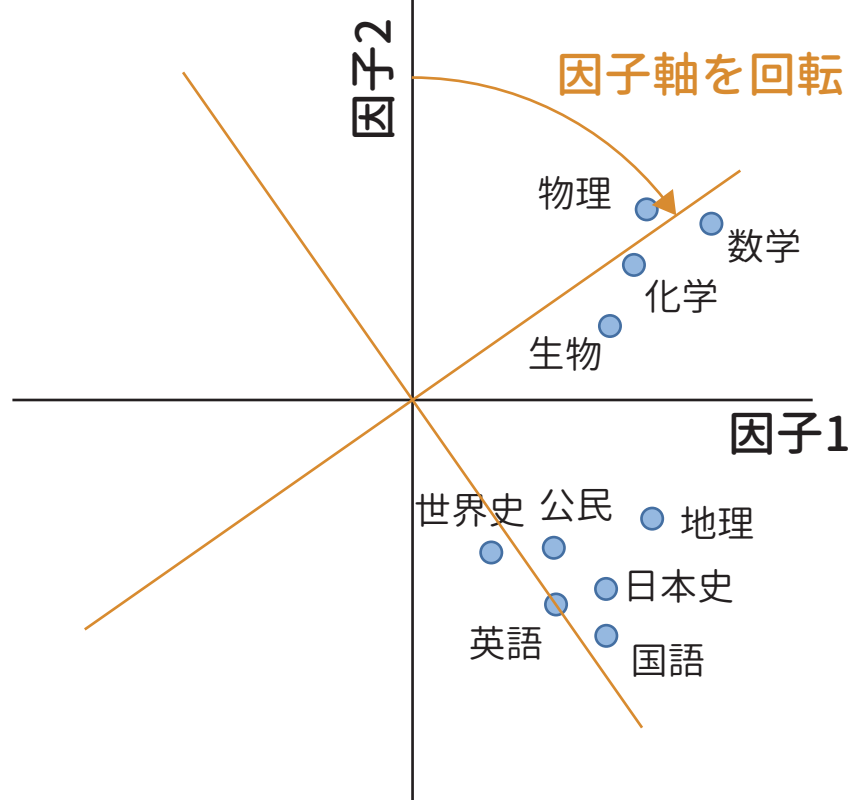 因子2
因子軸を回転
物理
数学
化学
生物
因子1
世界史
公民
地理
日本史
英語
国語